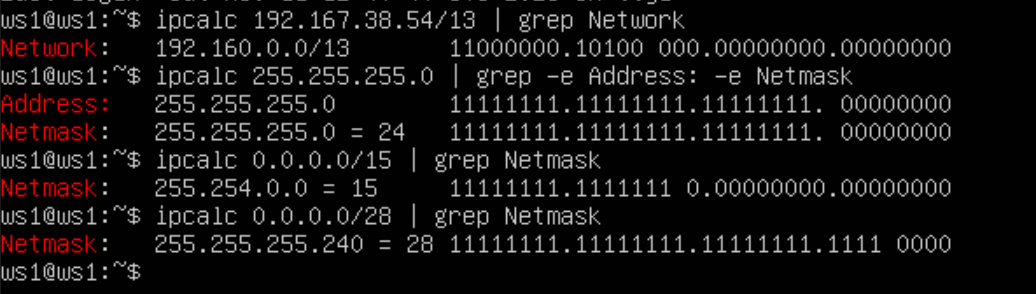 ws1@ws1:~$ ipcalc 192.167.38.54/13 | grep Network
Network: 192.160.0.0/13 11000000.10100 000.00000000.00000000
ws1@ws1:~$ ipcalc 255.255.255.0 | grep -e Address: -e Netmask
Address: 255.255.255.0 11111111.11111111.11111111. 00000000
Netmask: 255.255.255.0 = 24 11111111.11111111.11111111. 00000000
ws1@ws1:~$ ipcalc 0.0.0.0/15 | grep Netmask
Netmask: 255.254.0.0 = 15 11111111.1111111 0.00000000.00000000
ws1@ws1:~$ ipcalc 0.0.0.0/28 | grep Netmask
Netmask: 255.255.255.240 = 28 11111111.11111111.11111111.1111 0000
ws1@ws1:~$